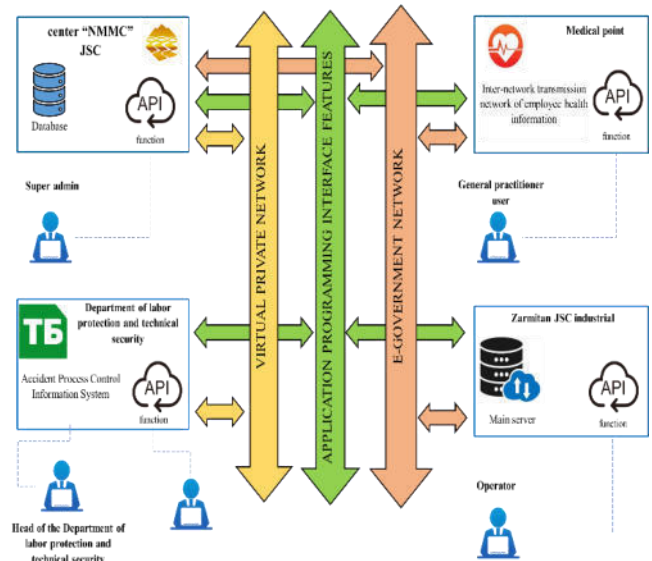 center “NMMC”
JSC
API
Database
function
Super admin
Medical point
Inter-network transmission
network of employee health
information
API
function
General practitioner
user
VIRTUAL PRIVATE NETWORK
APPLICATION PROGRAMMING INTERFACE FEATURES
E-GOVERNMENT NETWORK
Department of labor
protection and technical
security
ТБ
Accident Process Control
Information System
API
function
Head of the Department of
labor protection and
technical security
Zarmitan JSC industrial
Main server
API
function
Operator